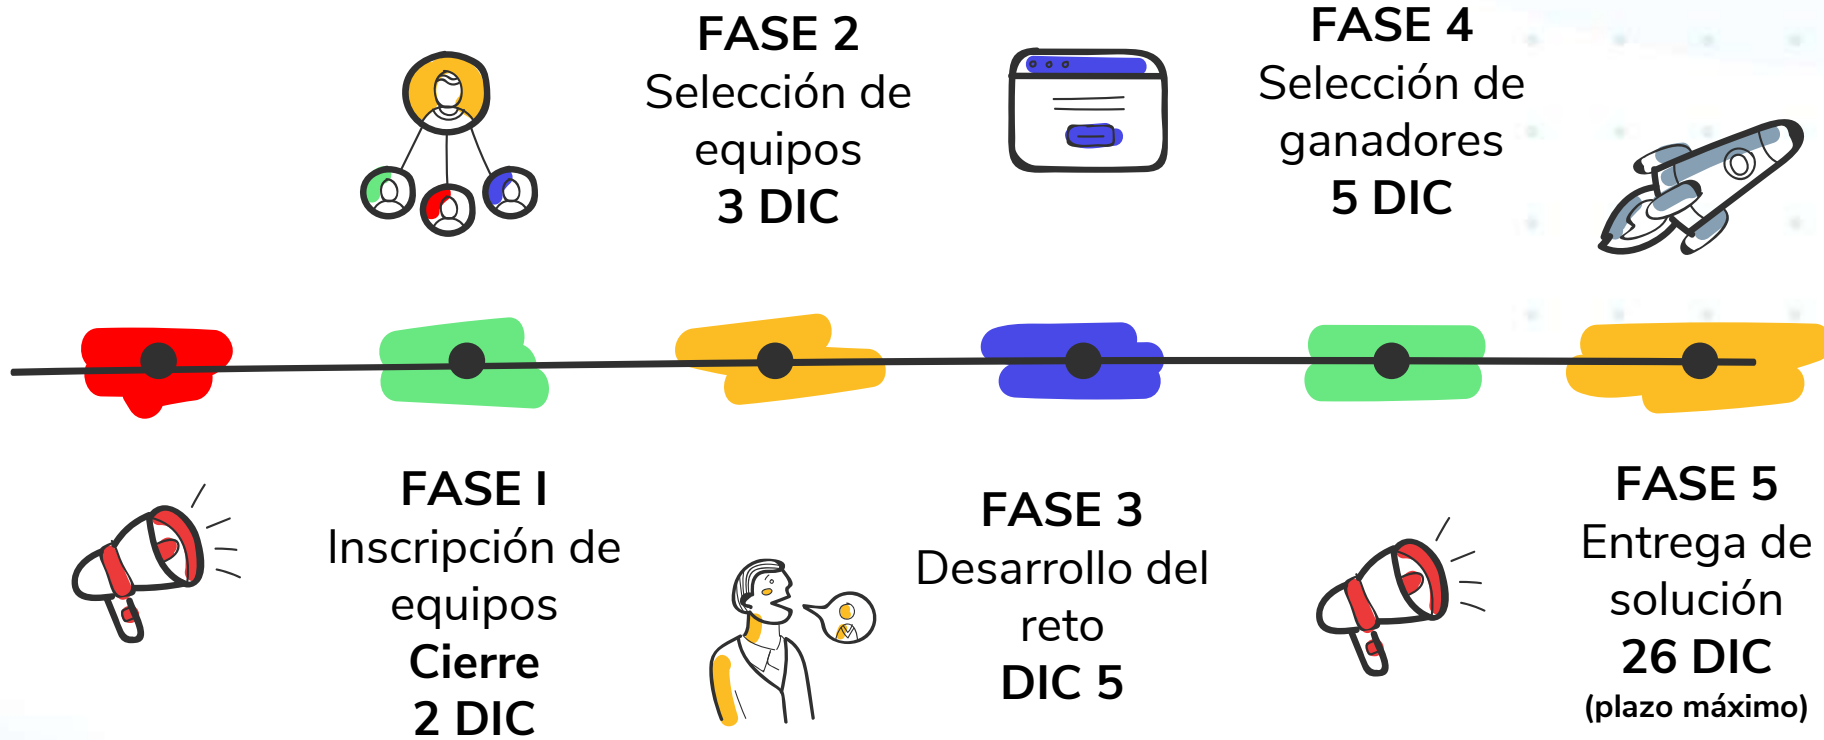 FASE 2
Selección de
equipos
3 DIC
FASE 4
Selección de
ganadores
5 DIC
FASE I
Inscripción de
equipos
Cierre
2 DIC
FASE 3
Desarrollo del
reto
DIC 5
FASE 5
Entrega de
solución
26 DIC
(plazo máximo)